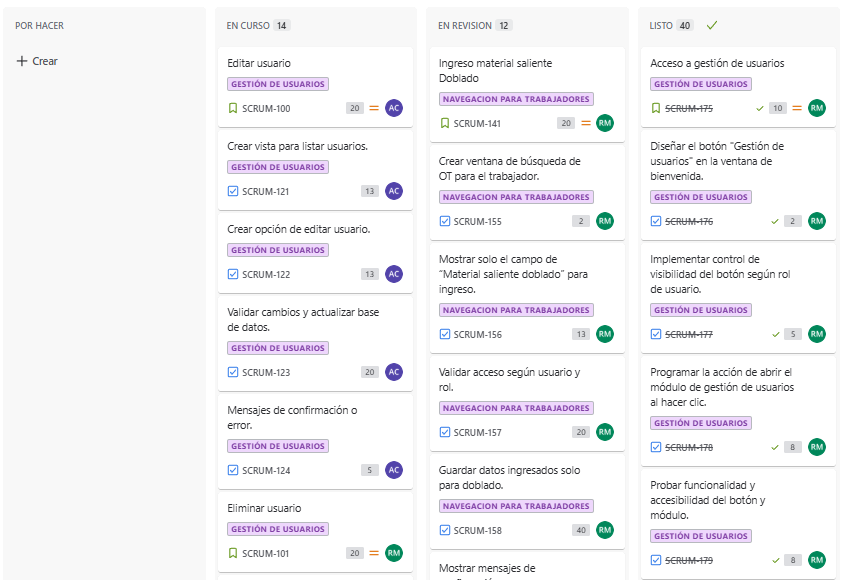 POR HACER
Crear
EN CURSO 14
Editar usuario
GESTIÓN DE USUARIOS
SCRUM-100 20 AC
Crear vista para listar usuarios.
GESTIÓN DE USUARIOS
SCRUM-121 13 AC
Crear opción de editar usuario.
GESTIÓN DE USUARIOS
SCRUM-122 13 AC
Validar cambios y actualizar base
de datos.
GESTIÓN DE USUARIOS
SCRUM-123 20 AC
Mensajes de confirmación o
error.
GESTIÓN DE USUARIOS
SCRUM-124 5 AC
Eliminar usuario
GESTIÓN DE USUARIOS
SCRUM-101 20 RM
EN REVISION 12
Ingreso material saliente
Doblado
NAVEGACION PARA TRABAJADORES
SCRUM-141 20 RM
Crear ventana de búsqueda de
OT para el trabajador.
NAVEGACION PARA TRABAJADORES
SCRUM-155 2 RM
Mostrar solo el campo de
“Material saliente doblado” para
ingreso.
NAVEGACION PARA TRABAJADORES
SCRUM-156 13 RM
Validar acceso según usuario y
rol.
NAVEGACION PARA TRABAJADORES
SCRUM-157 20 RM
Guardar datos ingresados solo
para doblado.
NAVEGACION PARA TRABAJADORES
SCRUM-158 40 RM
Mostrar mensajes de
LISTO 40
Acceso a gestión de usuarios
GESTIÓN DE USUARIOS
SCRUM-175 10 RM
Diseñar el botón “Gestión de
usuarios” en la ventana de
bienvenida.
GESTIÓN DE USUARIOS
SCRUM-176 2 RM
Implementar control de
visibilidad del botón según rol
de usuario.
GESTIÓN DE USUARIOS
SCRUM-177 5 RM
Programar la acción de abrir el
módulo de gestión de usuarios
al hacer clic.
GESTIÓN DE USUARIOS
SCRUM-178 8 RM
Probar funcionalidad y
accesibilidad del botón y
módulo.
GESTIÓN DE USUARIOS
SCRUM-179 8 RM